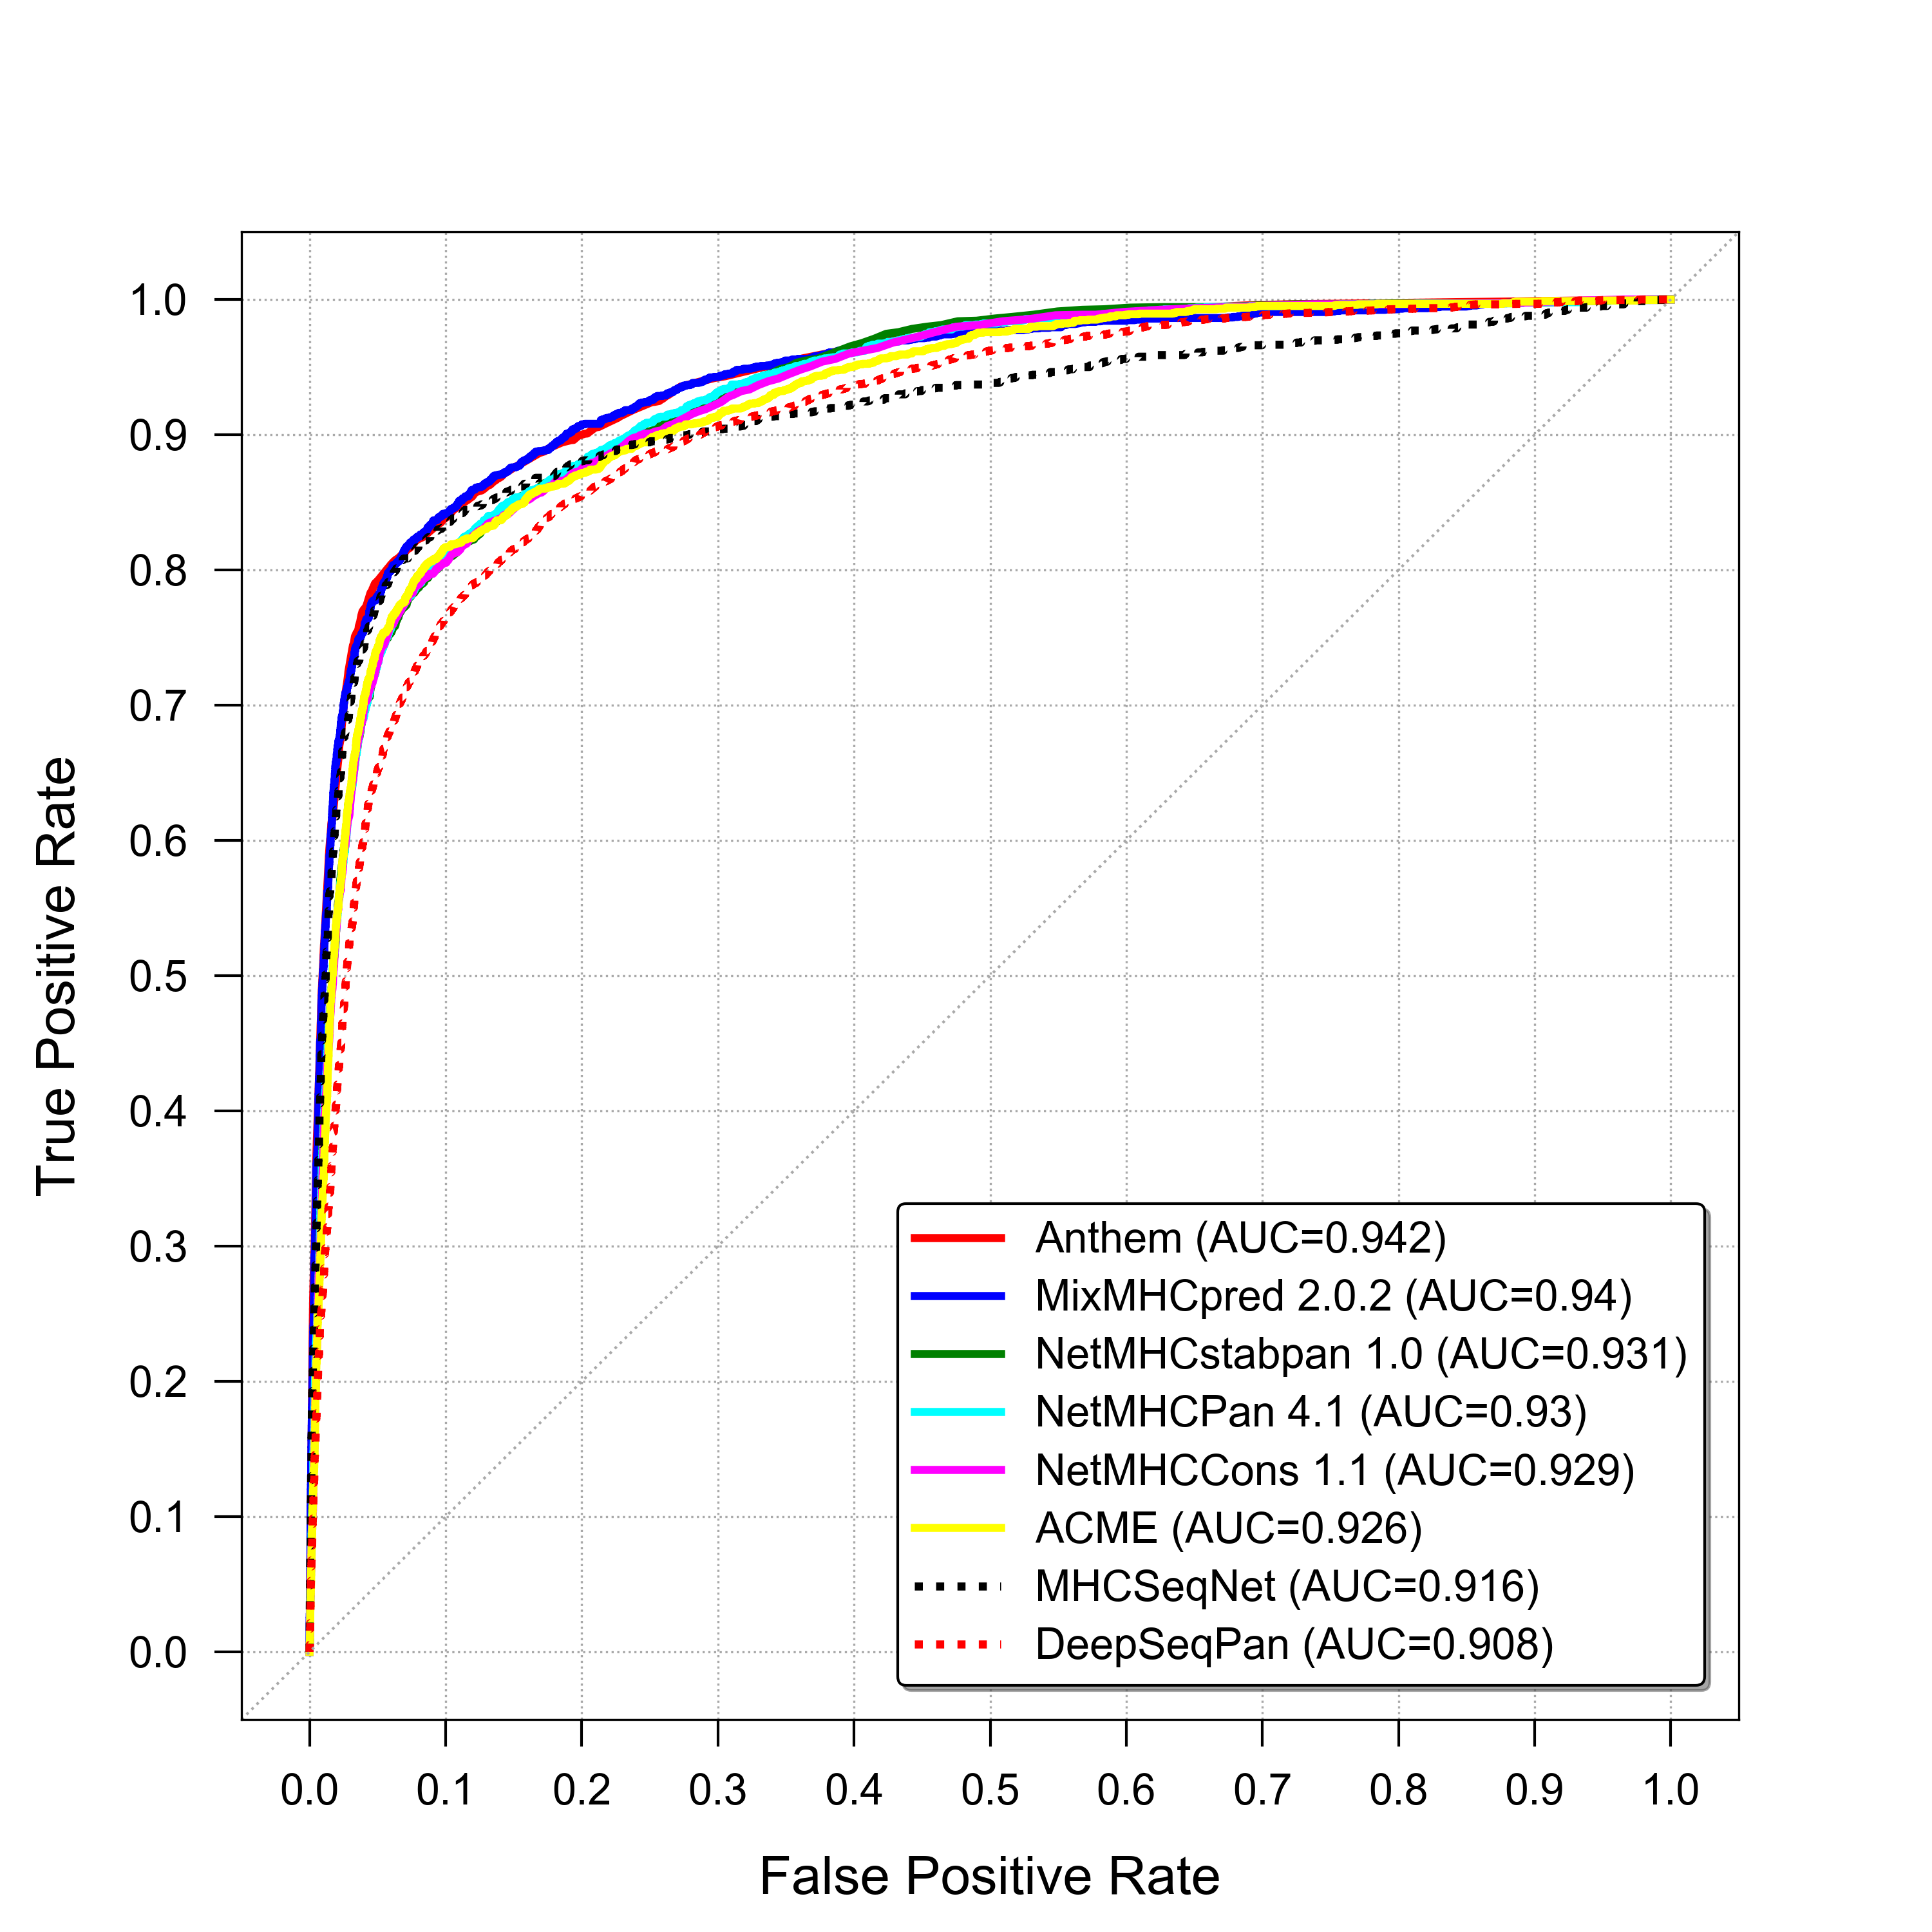 1.0
0.9
0.8
0.7
0.6
0.5
0.4
0.3
0.2
0.1
0.0
True Positive Rate
Anthem (AUC=0.942)
MixMHCpred 2.0.2 (AUC=0.94)
NetMHCstabpan 1.0 (AUC=0.931)
NetMHCPan 4.1 (AUC=0.93)
NetMHCCons 1.1 (AUC=0.929)
ACME (AUC=0.926)
MHCSeqNet (AUC=0.916)
DeepSeqPan (AUC=0.908)
0.0 0.1 0.2 0.3 0.4 0.5 0.6 0.7 0.8 0.9 1.0
False Positive Rate